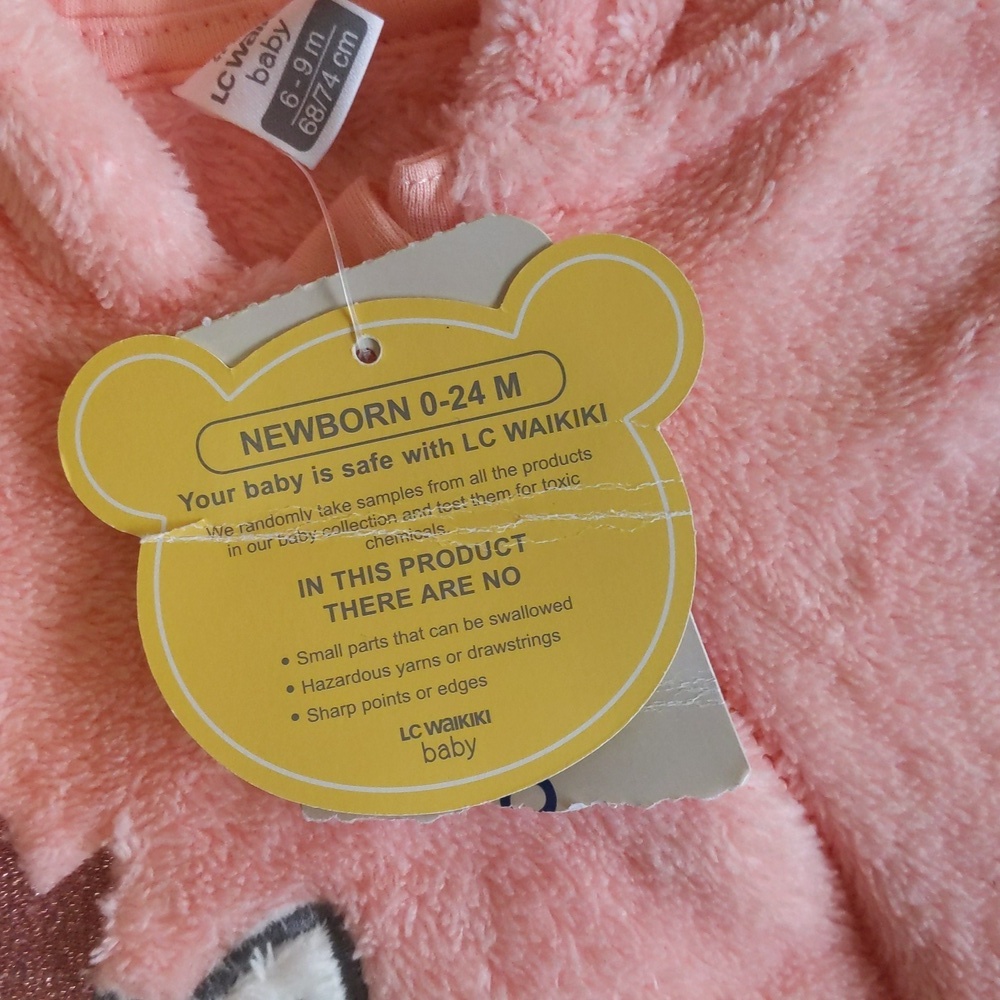 LC Wai
baby
6 - 9 m
68/74 cm
NEWBORN 0-24 M
Your baby is safe with LC WAIKIKI
We randomly take samples from all the products
in our baby collection and test them for toxic
chemicals.
IN THIS PRODUCT
THERE ARE NO
• Small parts that can be swallowed
• Hazardous yarns or drawstrings
• Sharp points or edges
LC WaIKIKI
baby